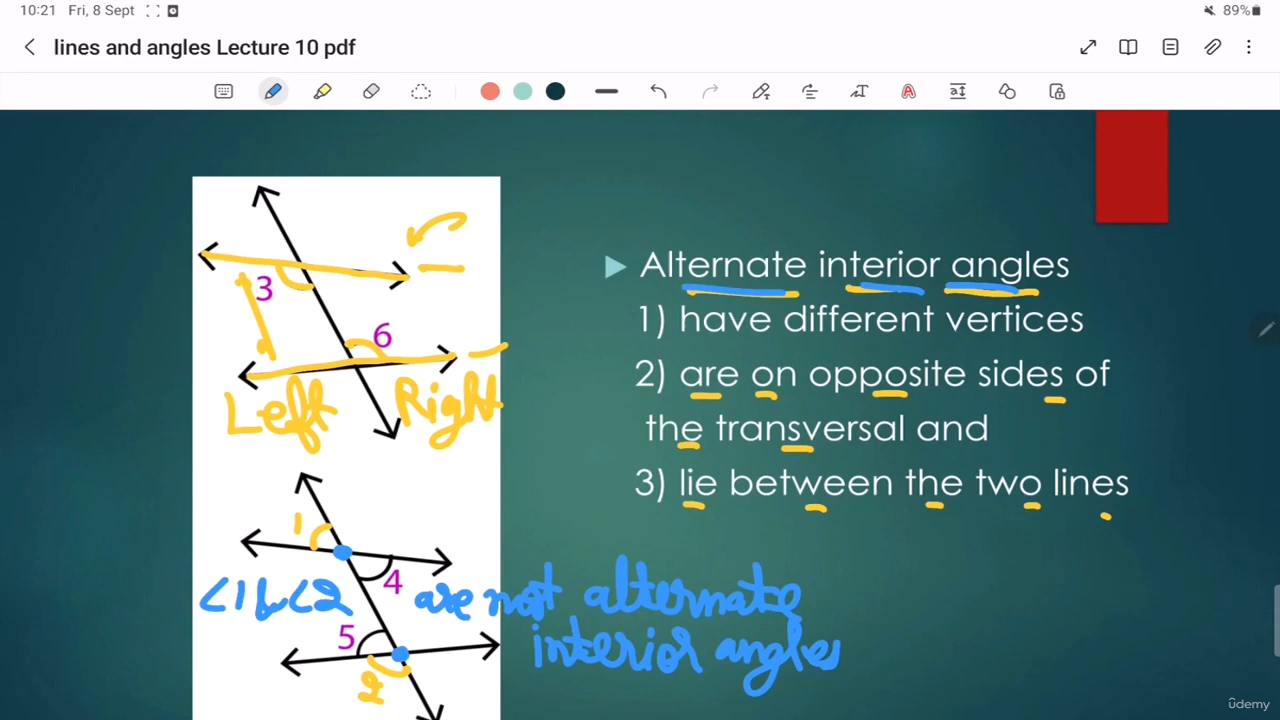 10:21 Fri, 8 Sept
89%
lines and angles Lecture 10 pdf
3
6
Left Right
Alternate interior angles
1) have different vertices
2) are on opposite sides of
the transversal and
3) lie between the two lines
1
4
∠1 & ∠2 are not alternate
interior angles
5
2
ûdemy